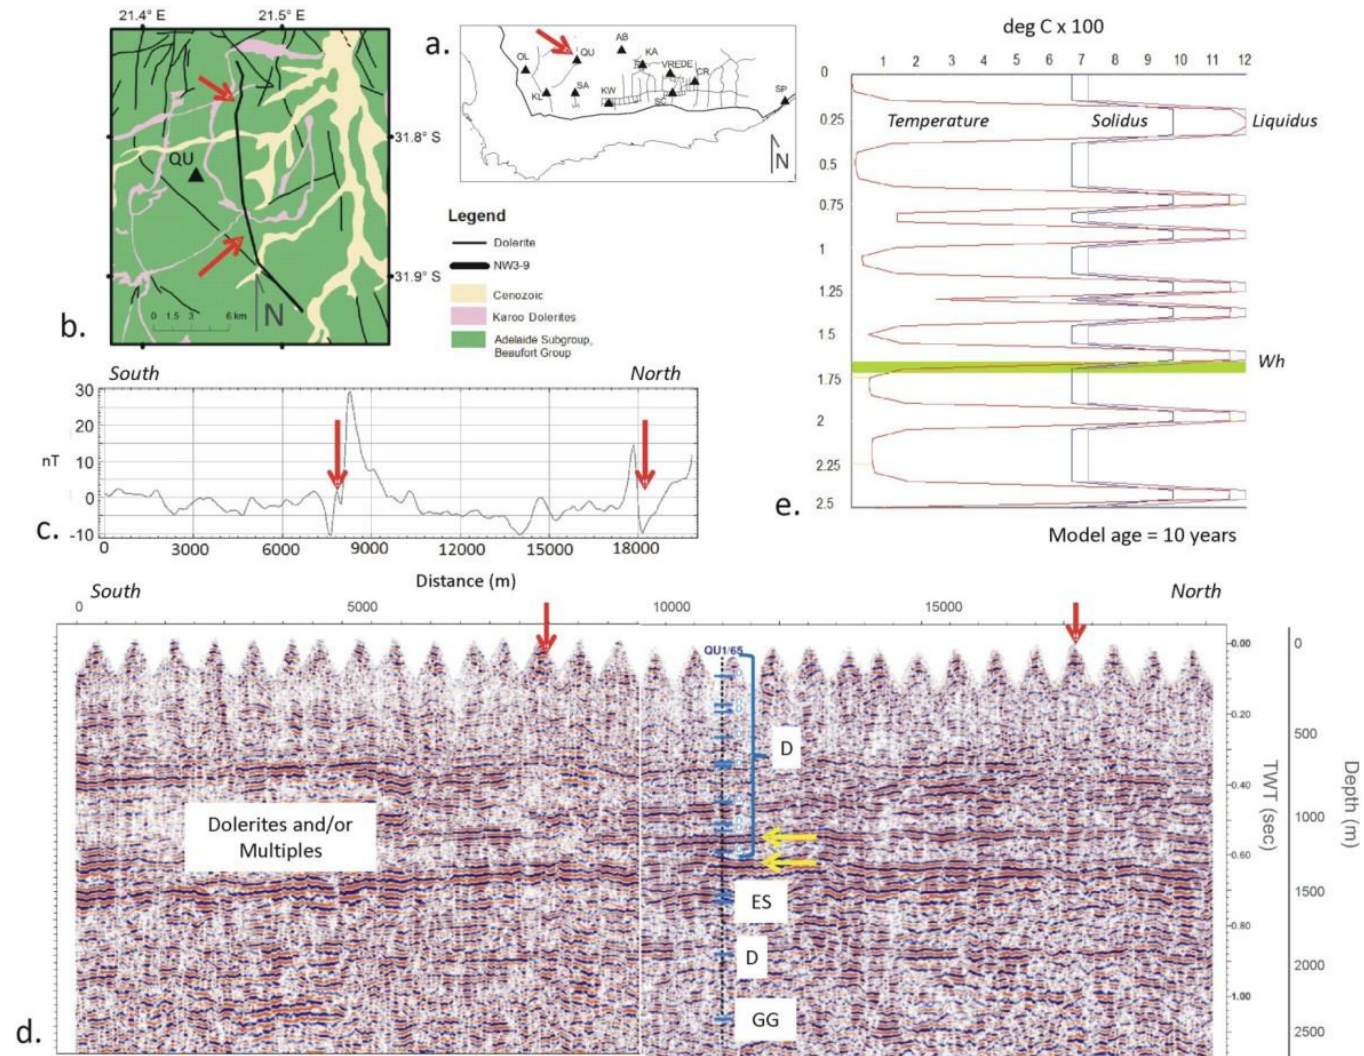 21.4° E
21.5° E
31.8° S
31.9° S
QU
0 1.5 3 6 km
N
b.
a.
OL
QU
AB
KA
VREDE
CR
KL
SA
KW
SC
SP
N
Legend
Dolerite
NW3-9
Cenozoic
Karoo Dolerites
Adelaide Subgroup,
Beaufort Group
deg C x 100
1 2 3 4 5 6 7 8 9 10 11 12
0
0.25
0.5
0.75
1
1.25
1.5
1.75
2
2.25
2.5
Temperature
Solidus
Liquidus
Wh
e.
Model age = 10 years
South
North
30
20
10
0
-10
nT
c.
0 3000 6000 9000 12000 15000 18000
Distance (m)
South
North
0 5000 10000 15000
QU1/65
D
Dolerites and/or
Multiples
ES
D
GG
0.00
0.20
0.40
0.60
0.80
1.00
TWT (sec)
0
500
1000
1500
2000
2500
Depth (m)
d.